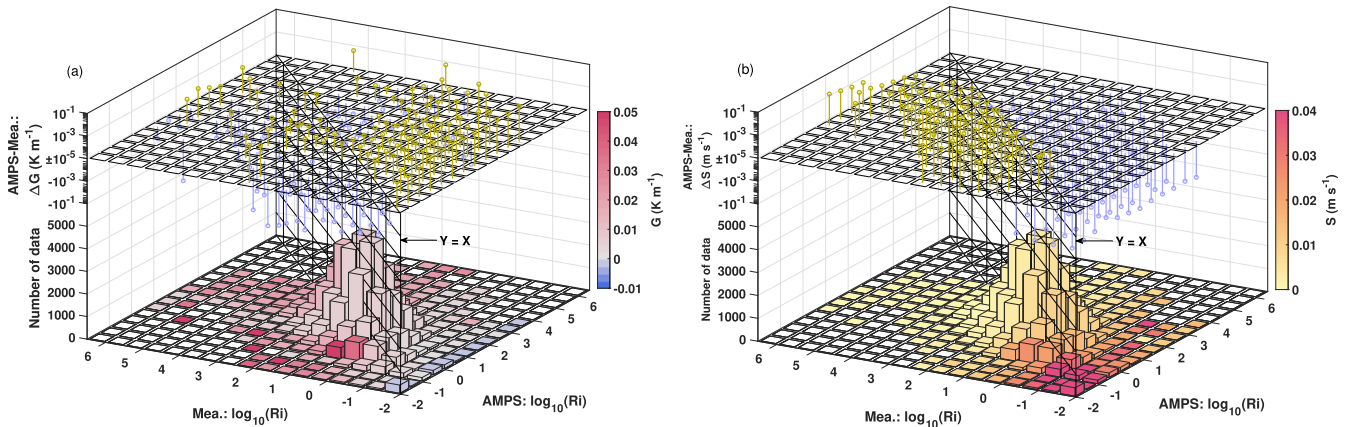 (a)
AMPS-Mea.:
ΔG (K m⁻¹)
10⁻¹
10⁻³
±10⁻⁵
-10⁻³
-10⁻¹
Number of data
5000
4000
3000
2000
1000
0
6 5 4 3 2 1 0 -1 -2
Mea.: log₁₀(Ri)
-2 -1 0 1 2 3 4 5 6
AMPS: log₁₀(Ri)
Y = X
0.05
0.04
0.03
0.02
0.01
0
-0.01
G (K m⁻¹)
(b)
AMPS-Mea.:
ΔS (m s⁻¹)
10⁻¹
10⁻³
±10⁻⁵
-10⁻³
-10⁻¹
Number of data
5000
4000
3000
2000
1000
0
6 5 4 3 2 1 0 -1 -2
Mea.: log₁₀(Ri)
-2 -1 0 1 2 3 4 5 6
AMPS: log₁₀(Ri)
Y = X
0.04
0.03
0.02
0.01
0
S (m s⁻¹)